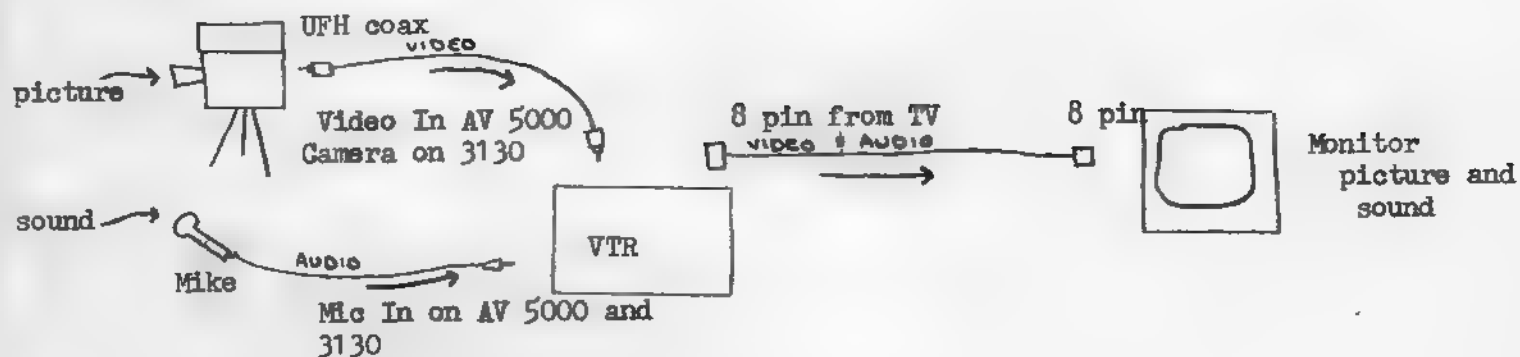 UFH coax
VIDEO
picture
Video In AV 5000
Camera on 3130
8 pin from TV
VIDEO & AUDIO
8 pin
Monitor
picture and
sound
sound
Mike
AUDIO
VTR
Mic In on AV 5000 and
3130